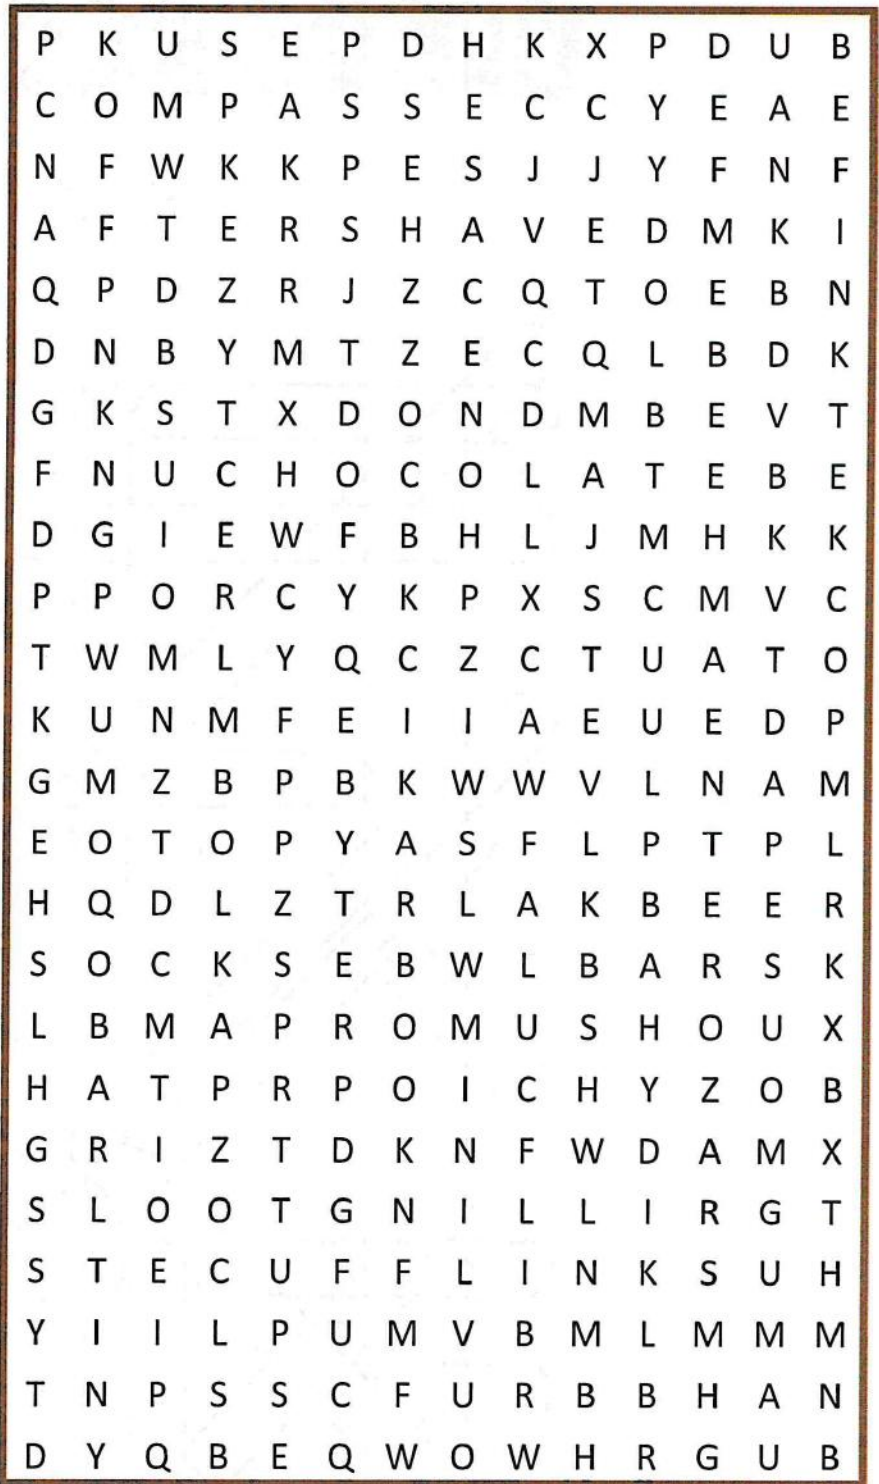 P K U S E P D H K X P D U B
C O M P A S S E C C Y E A E
N F W K K P E S J J Y F N F
A F T E R S H A V E D M K I
Q P D Z R J Z C Q T O E B N
D N B Y M T Z E C Q L B D K
G K S T X D O N D M B E V T
F N U C H O C O L A T E B E
D G I E W F B H L J M H K K
P P O R C Y K P X S C M V C
T W M L Y Q C Z C T U A T O
K U N M F E I I A E U E D P
G M Z B P B K W W V L N A M
E O T O P Y A S F L P T P L
H Q D L Z T R L A K B E E R
S O C K S E B W L B A R S K
L B M A P R O M U S H O U X
H A T P R P O I C H Y Z O B
G R I Z T D K N F W D A M X
S L O O T G N I L L I R G T
S T E C U F F L I N K S U H
Y I I L P U M V B M L M M M
T N P S S C F U R B B H A N
D Y Q B E Q W O W H R G U B